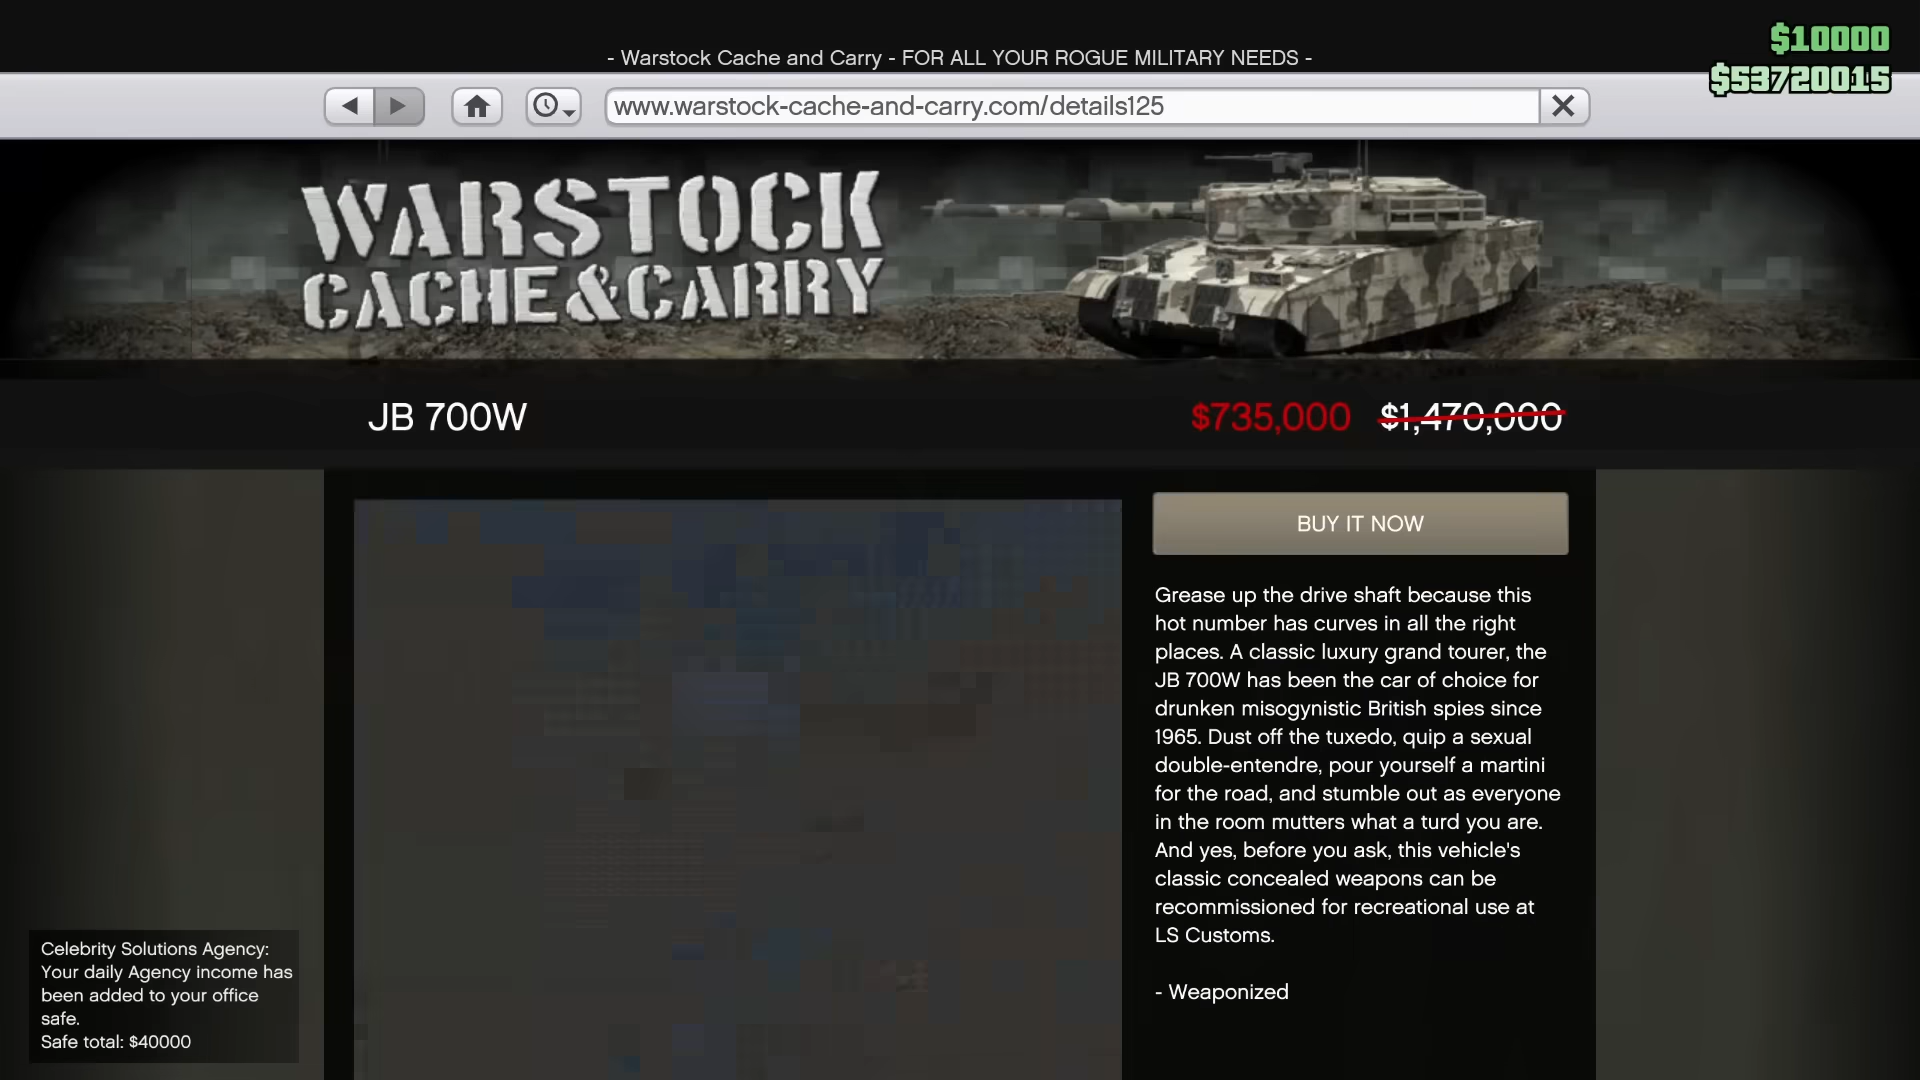 $10000
$53720015
- Warstock Cache and Carry - FOR ALL YOUR ROGUE MILITARY NEEDS -
www.warstock-cache-and-carry.com/details125
WARSTOCK
CACHE&CARRY
JB 700W
$735,000 $1,470,000
BUY IT NOW
Grease up the drive shaft because this
hot number has curves in all the right
places. A classic luxury grand tourer, the
JB 700W has been the car of choice for
drunken misogynistic British spies since
1965. Dust off the tuxedo, quip a sexual
double-entendre, pour yourself a martini
for the road, and stumble out as everyone
in the room mutters what a turd you are.
And yes, before you ask, this vehicle's
classic concealed weapons can be
recommissioned for recreational use at
LS Customs.
- Weaponized
Celebrity Solutions Agency:
Your daily Agency income has
been added to your office
safe.
Safe total: $40000